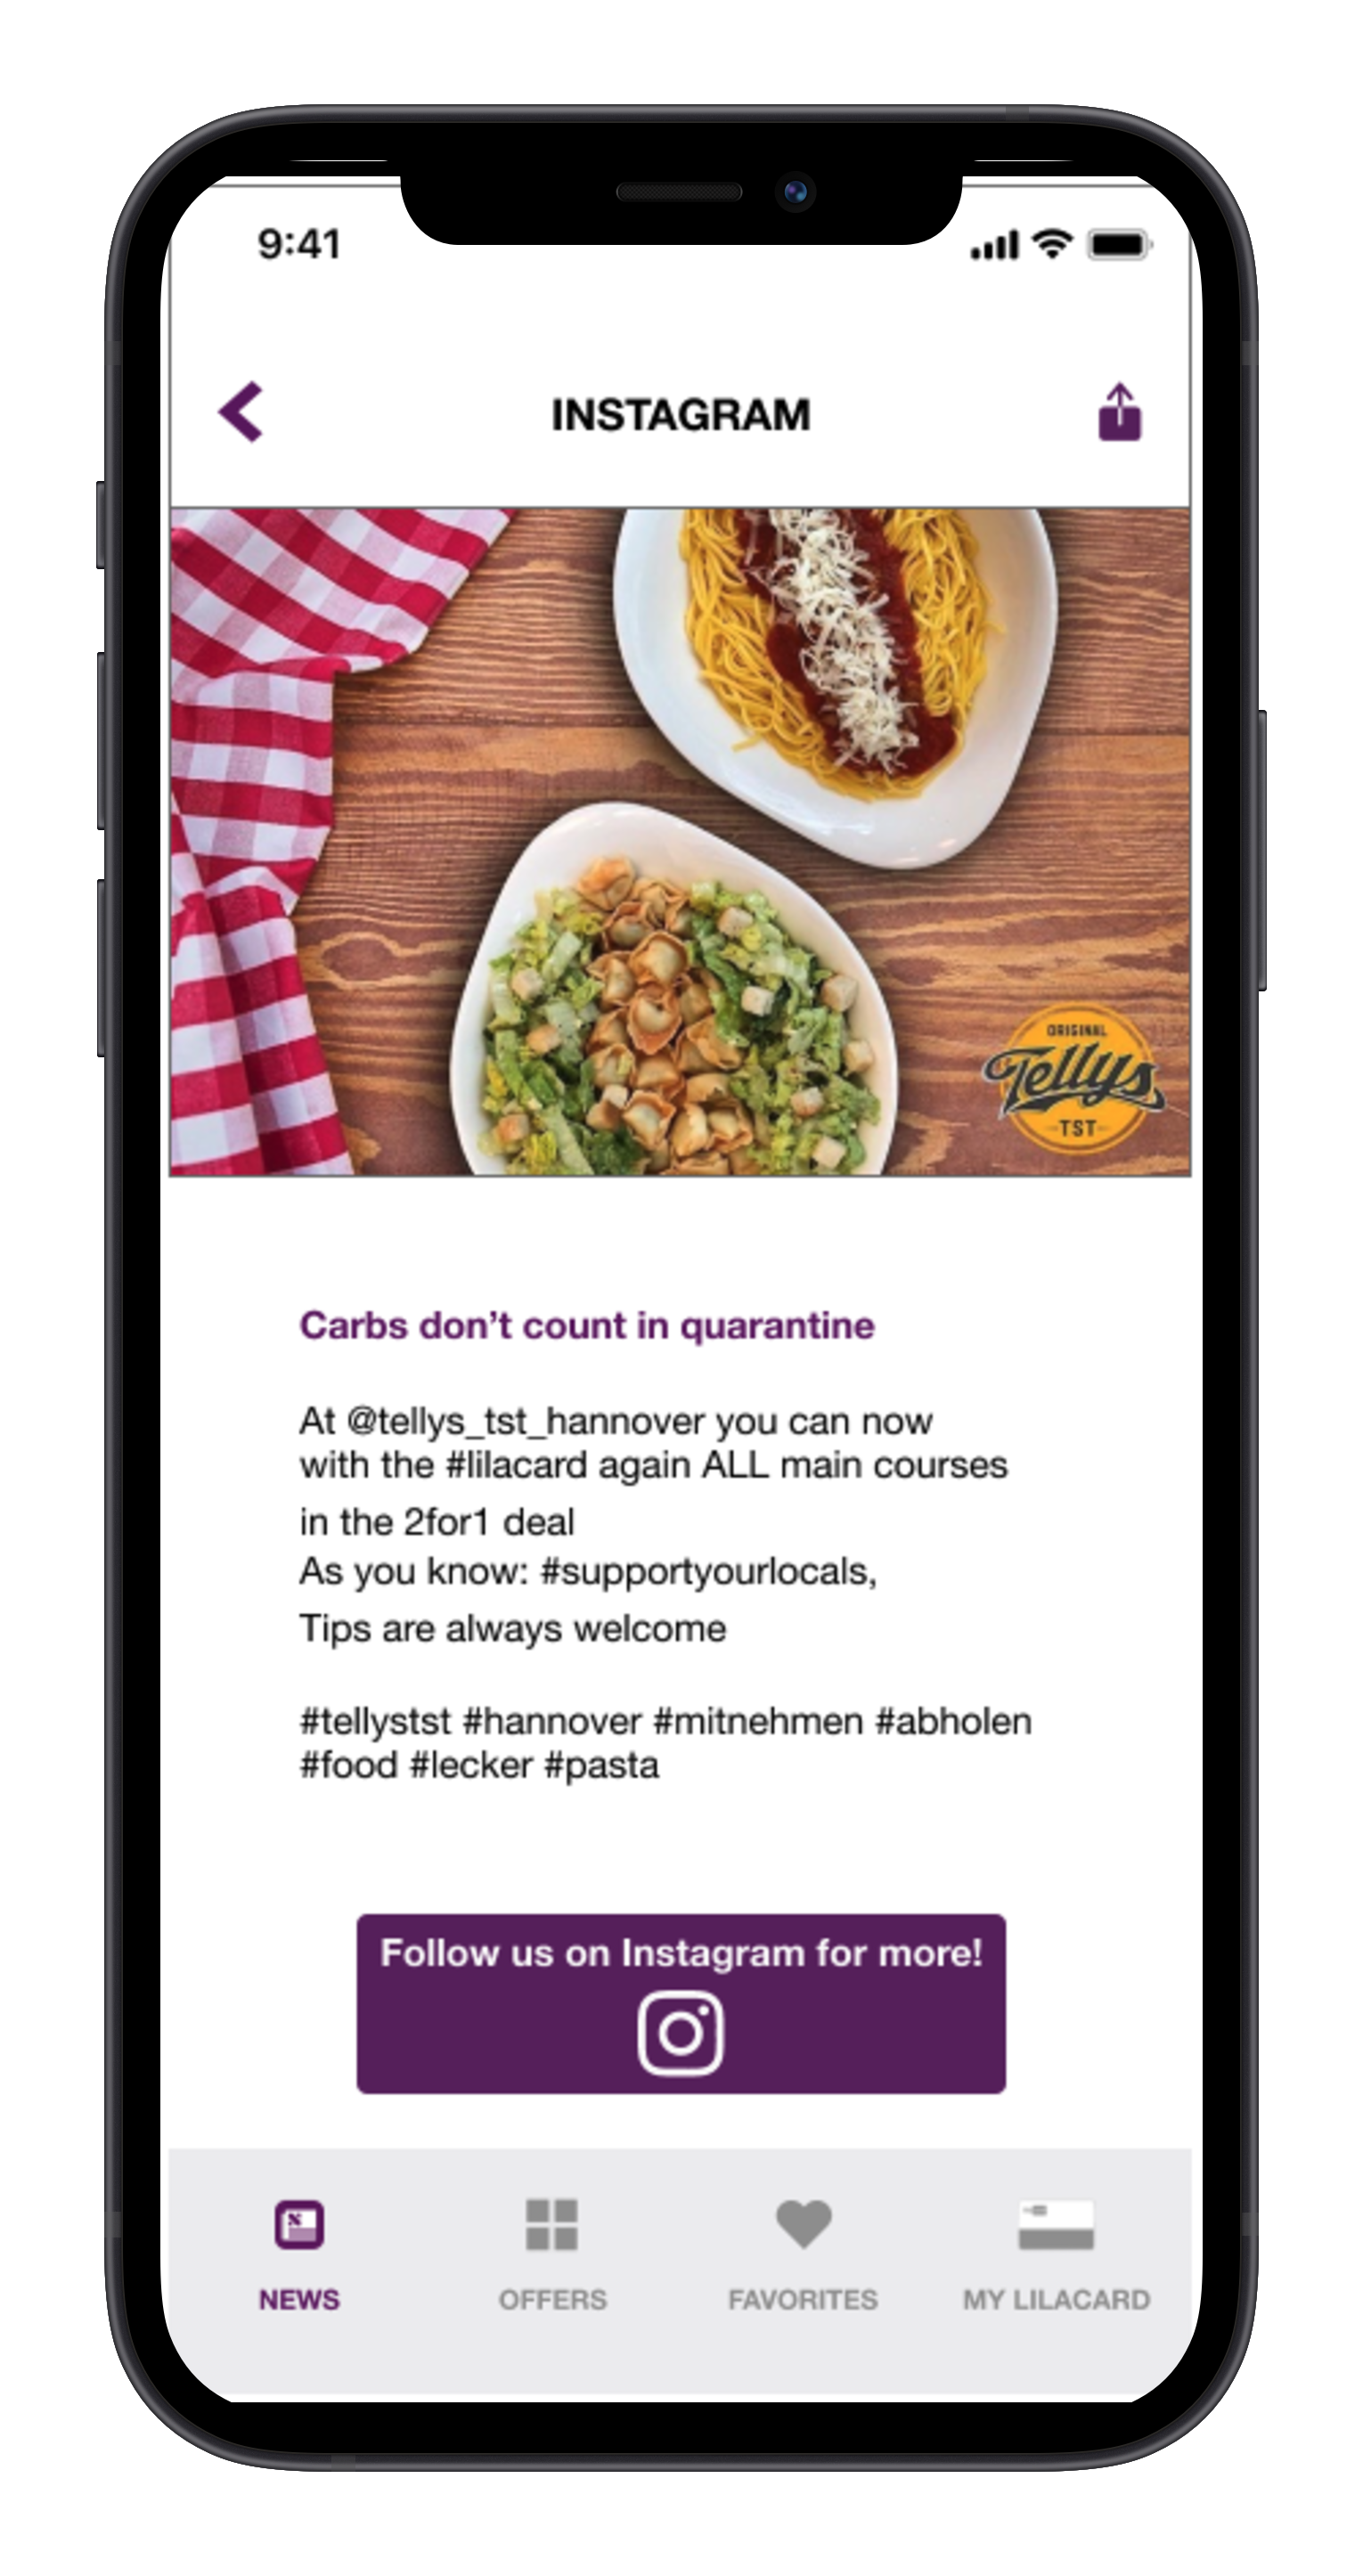 9:41
INSTAGRAM
ORIGINAL
Tellys
TST
Carbs don’t count in quarantine
At @tellys_tst_hannover you can now
with the #lilacard again ALL main courses
in the 2for1 deal
As you know: #supportyourlocals,
Tips are always welcome
#tellystst #hannover #mitnehmen #abholen
#food #lecker #pasta
Follow us on Instagram for more!
NEWS
OFFERS
FAVORITES
MY LILACARD